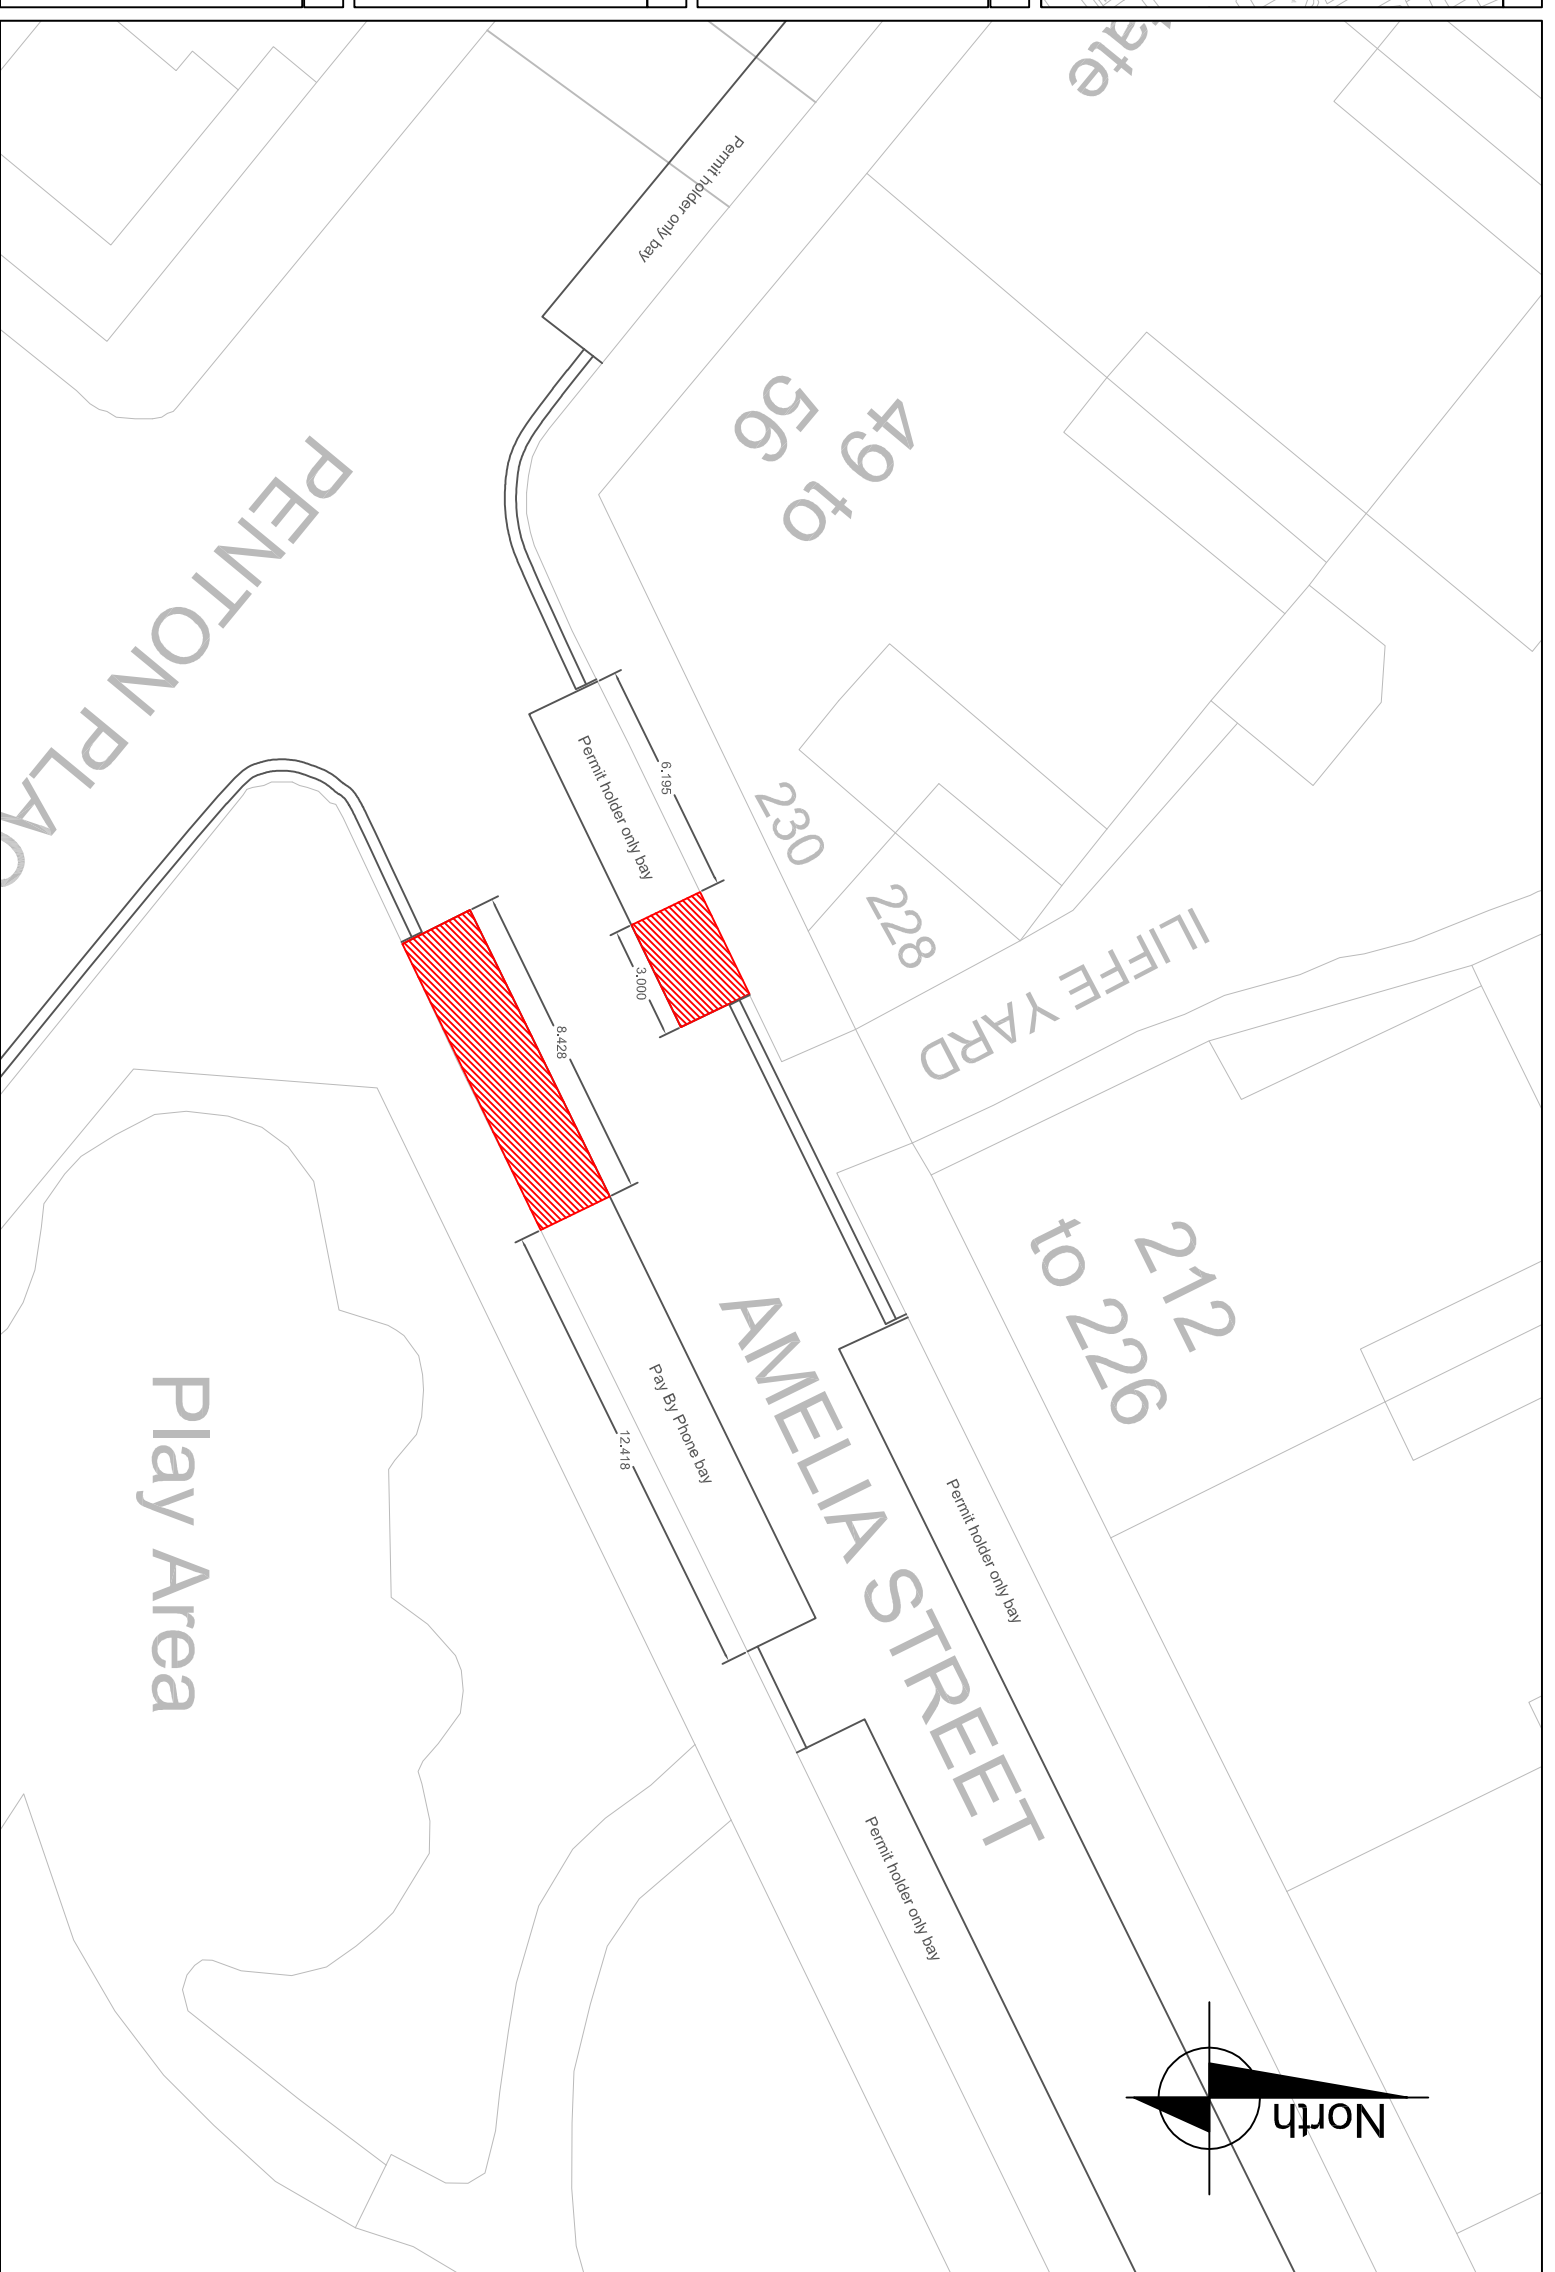 ate
Permit holder only bay
49 to
56
PENTON PLAC
6.195
Permit holder only bay
230
228
ILIFFE YARD
3.000
8.428
212
to 226
AMELIA STREET
Pay By Phone bay
12.418
Permit holder only bay
Play Area
Permit holder only bay
North